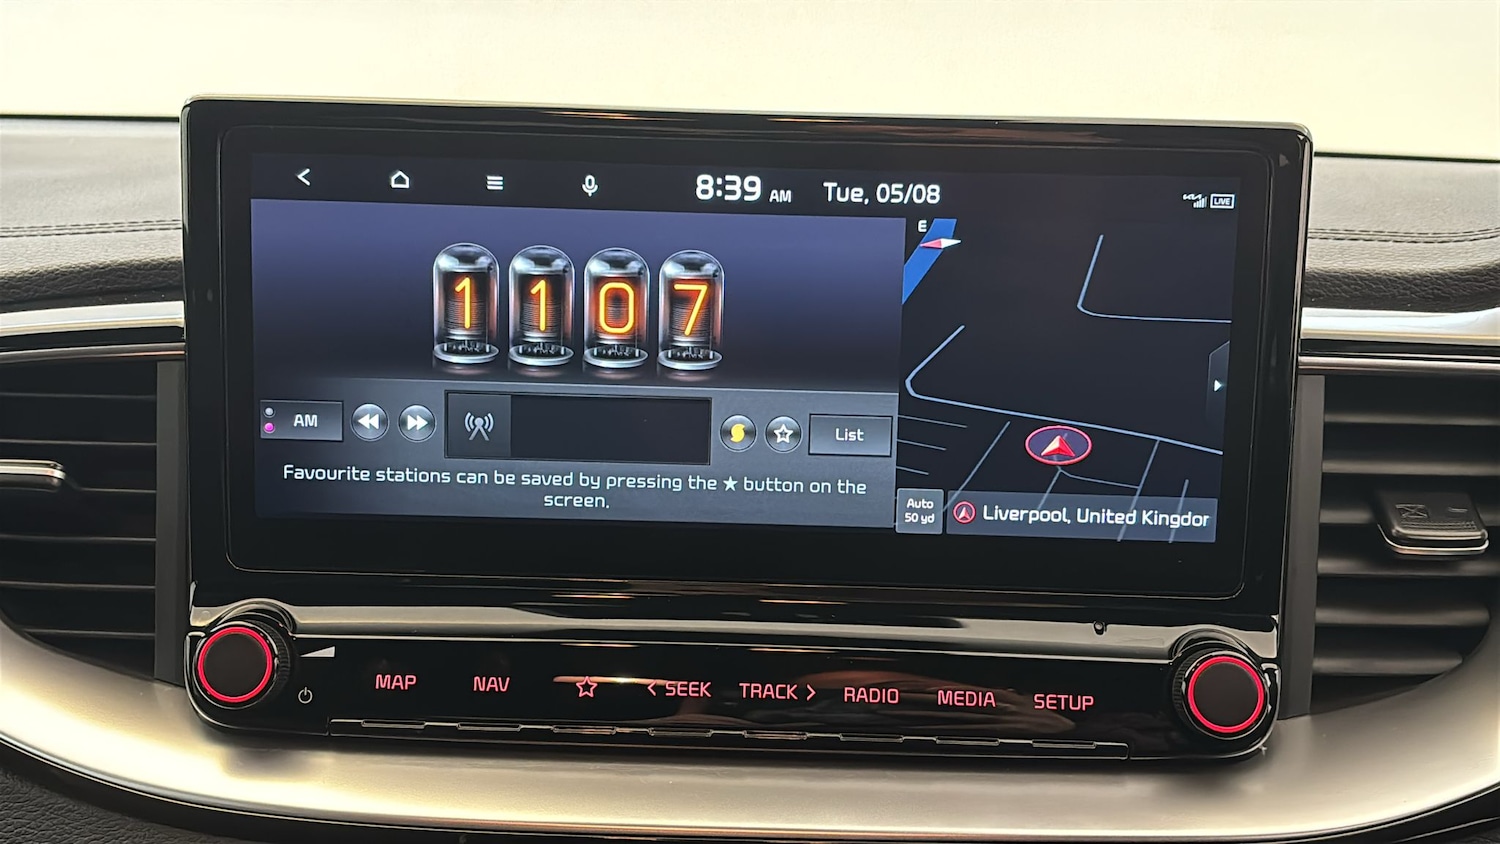 8:39 AM Tue, 05/08
LIVE
E
1107
AM
List
Favourite stations can be saved by pressing the ★ button on the
screen.
Auto
50 yd
Liverpool, United Kingdor
MAP NAV ☆ < SEEK TRACK > RADIO MEDIA SETUP